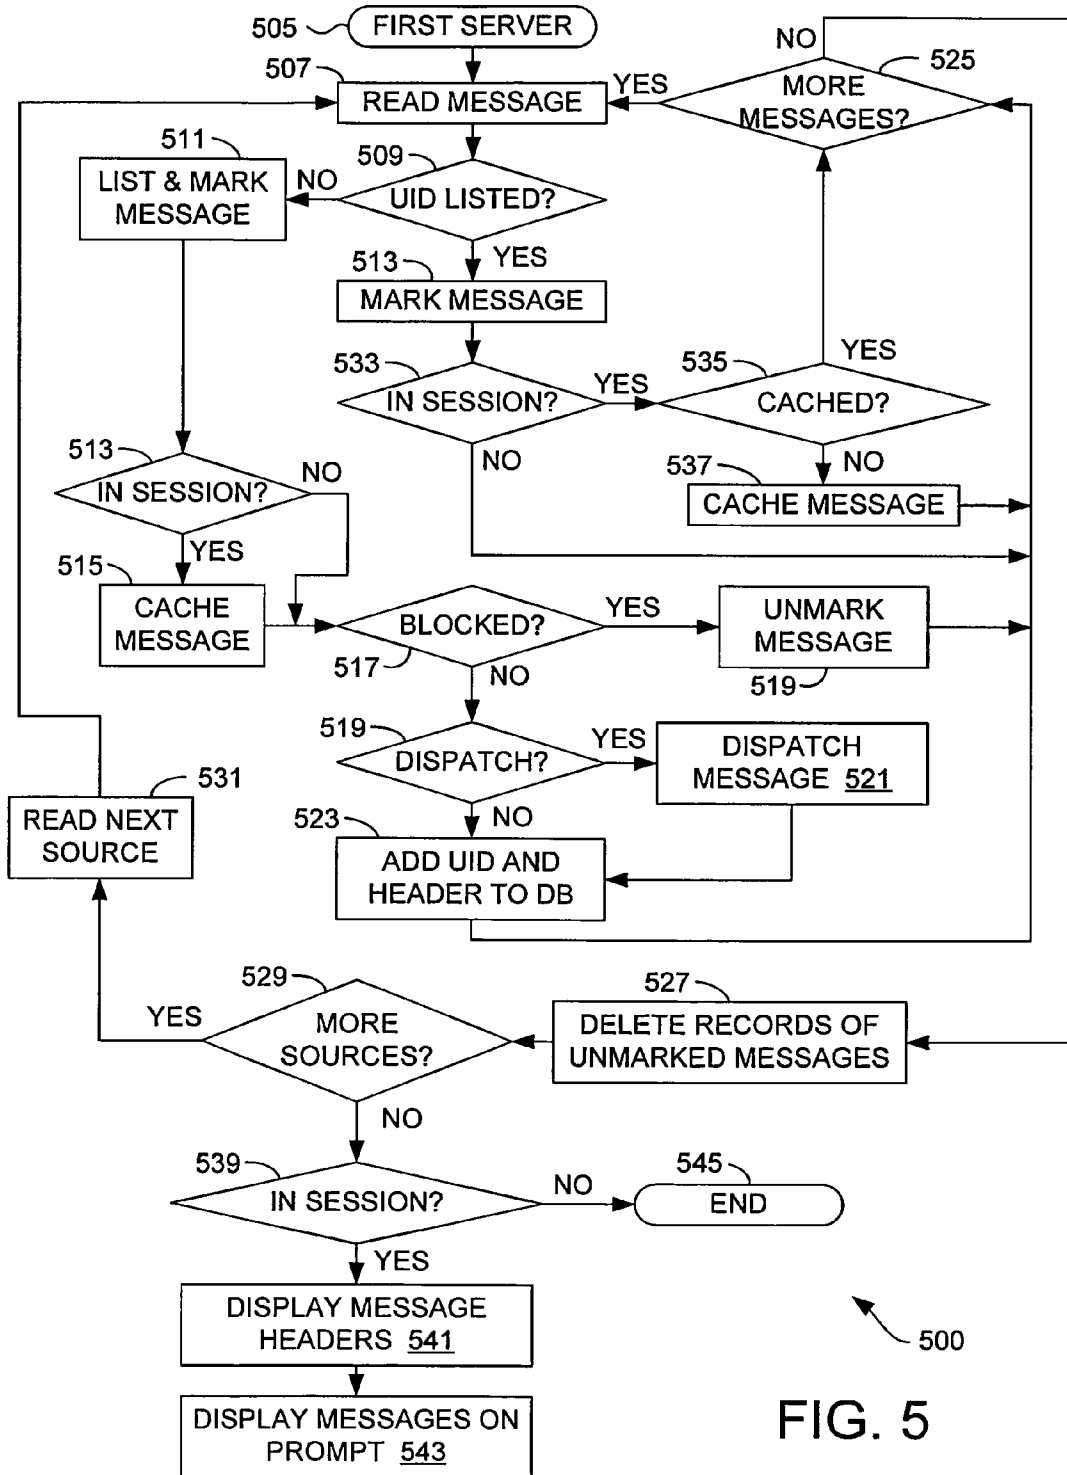 505
FIRST SERVER
NO
525
507
READ MESSAGE
YES
MORE
MESSAGES?
511
LIST & MARK
MESSAGE
NO
509
UID LISTED?
YES
513
MARK MESSAGE
533
IN SESSION?
YES
535
YES
CACHED?
NO
NO
537
CACHE MESSAGE
513
IN SESSION?
NO
YES
515
CACHE
MESSAGE
BLOCKED?
517
YES
UNMARK
MESSAGE
519
NO
519
DISPATCH?
YES
DISPATCH
MESSAGE 521
NO
523
ADD UID AND
HEADER TO DB
531
READ NEXT
SOURCE
529
YES
MORE
SOURCES?
527
DELETE RECORDS OF
UNMARKED MESSAGES
NO
539
IN SESSION?
NO
545
END
YES
DISPLAY MESSAGE
HEADERS 541
500
DISPLAY MESSAGES ON
PROMPT 543
FIG. 5